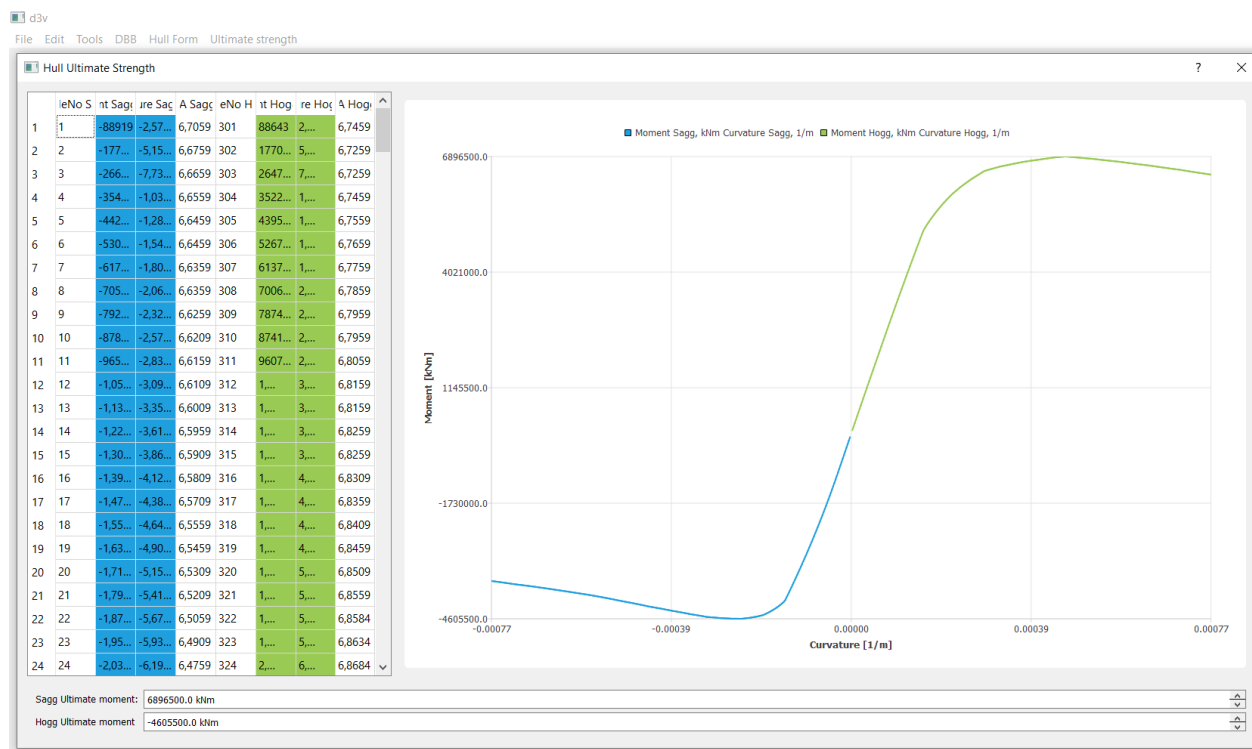 d3v
File Edit Tools DBB Hull Form Ultimate strength
Hull Ultimate Strength ? ×
leNo S nt Sagg ure Sag A Sagg eNo H nt Hog re Hog A Hogg
1 1 -88919 -2,57... 6,7059 301 88643 2,... 6,7459
2 2 -177... -5,15... 6,6759 302 1770... 5,... 6,7259
3 3 -266... -7,73... 6,6659 303 2647... 7,... 6,7259
4 4 -354... -1,03... 6,6559 304 3522... 1,... 6,7459
5 5 -442... -1,28... 6,6459 305 4395... 1,... 6,7559
6 6 -530... -1,54... 6,6459 306 5267... 1,... 6,7659
7 7 -617... -1,80... 6,6359 307 6137... 1,... 6,7759
8 8 -705... -2,06... 6,6359 308 7006... 2,... 6,7859
9 9 -792... -2,32... 6,6259 309 7874... 2,... 6,7959
10 10 -878... -2,57... 6,6209 310 8741... 2,... 6,7959
11 11 -965... -2,83... 6,6159 311 9607... 2,... 6,8059
12 12 -1,05... -3,09... 6,6109 312 1,... 3,... 6,8159
13 13 -1,13... -3,35... 6,6009 313 1,... 3,... 6,8159
14 14 -1,22... -3,61... 6,5959 314 1,... 3,... 6,8259
15 15 -1,30... -3,86... 6,5909 315 1,... 3,... 6,8259
16 16 -1,39... -4,12... 6,5809 316 1,... 4,... 6,8309
17 17 -1,47... -4,38... 6,5709 317 1,... 4,... 6,8359
18 18 -1,55... -4,64... 6,5559 318 1,... 4,... 6,8409
19 19 -1,63... -4,90... 6,5459 319 1,... 4,... 6,8459
20 20 -1,71... -5,15... 6,5309 320 1,... 5,... 6,8509
21 21 -1,79... -5,41... 6,5209 321 1,... 5,... 6,8559
22 22 -1,87... -5,67... 6,5059 322 1,... 5,... 6,8584
23 23 -1,95... -5,93... 6,4909 323 1,... 5,... 6,8634
24 24 -2,03... -6,19... 6,4759 324 2,... 6,... 6,8684
Moment Sagg, kNm Curvature Sagg, 1/m Moment Hogg, kNm Curvature Hogg, 1/m
6896500.0
4021000.0
1145500.0
-1730000.0
-4605500.0
Moment [kNm]
-0.00077 -0.00039 0.00000 0.00039 0.00077
Curvature [1/m]
Sagg Ultimate moment: 6896500.0 kNm
Hogg Ultimate moment -4605500.0 kNm